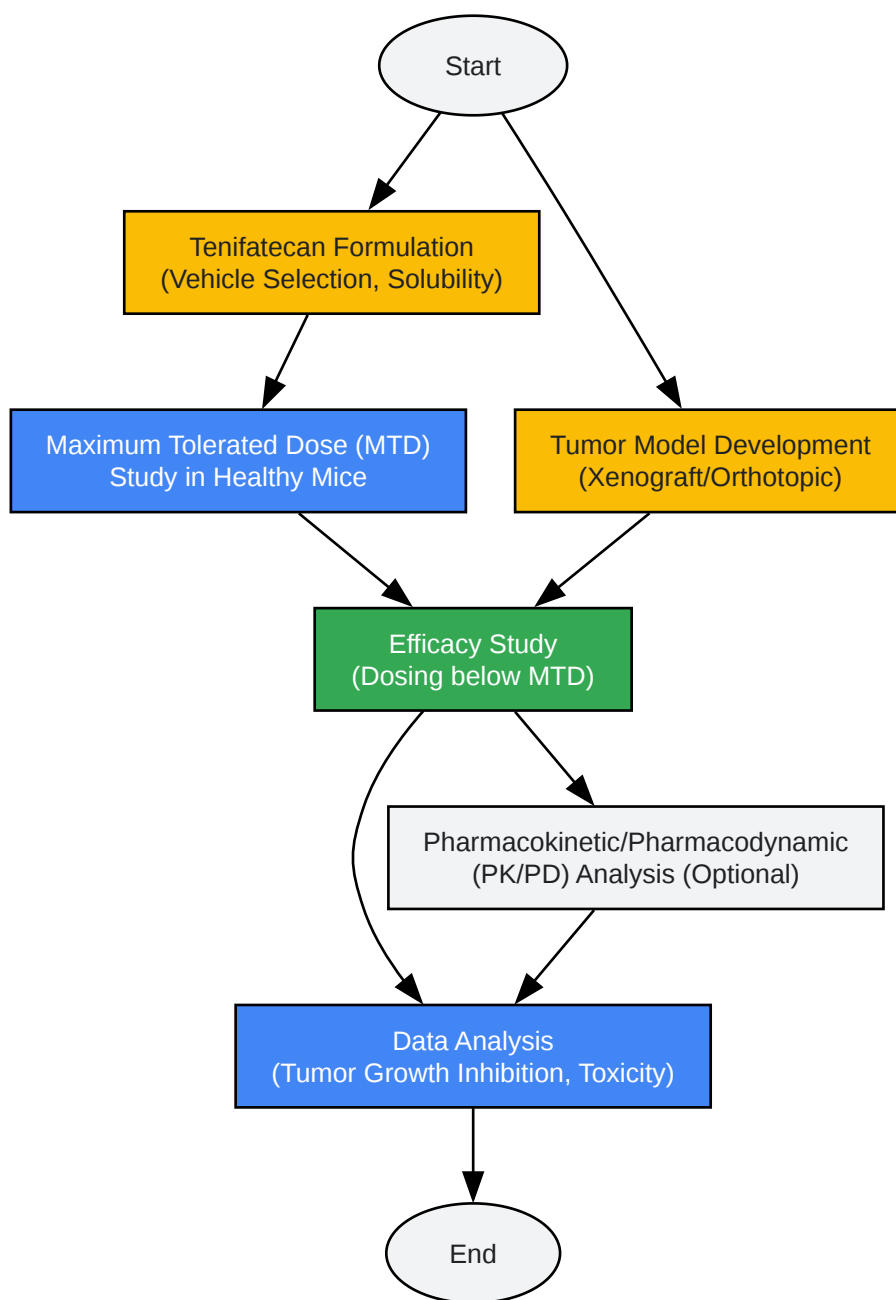 Start
Tenifatecan Formulation
(Vehicle Selection, Solubility)
Maximum Tolerated Dose (MTD)
Study in Healthy Mice
Tumor Model Development
(Xenograft/Orthotopic)
Efficacy Study
(Dosing below MTD)
Pharmacokinetic/Pharmacodynamic
(PK/PD) Analysis (Optional)
Data Analysis
(Tumor Growth Inhibition, Toxicity)
End